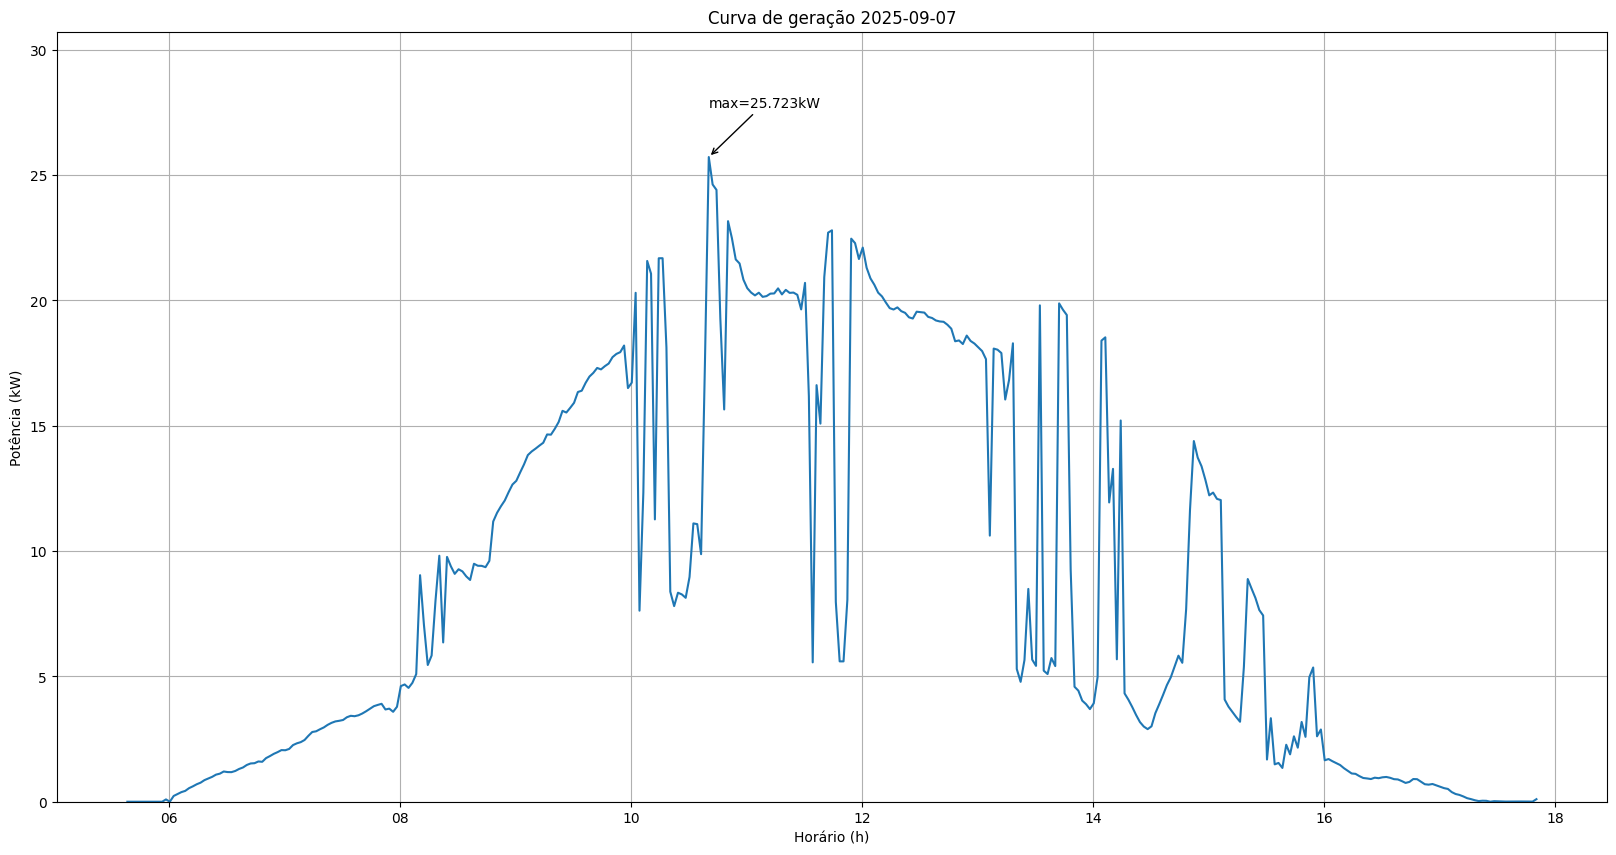 Curva de geração 2025-09-07
max=25.723kW
30
25
20
15
10
5
0
Potência (kW)
06 08 10 12 14 16 18
Horário (h)